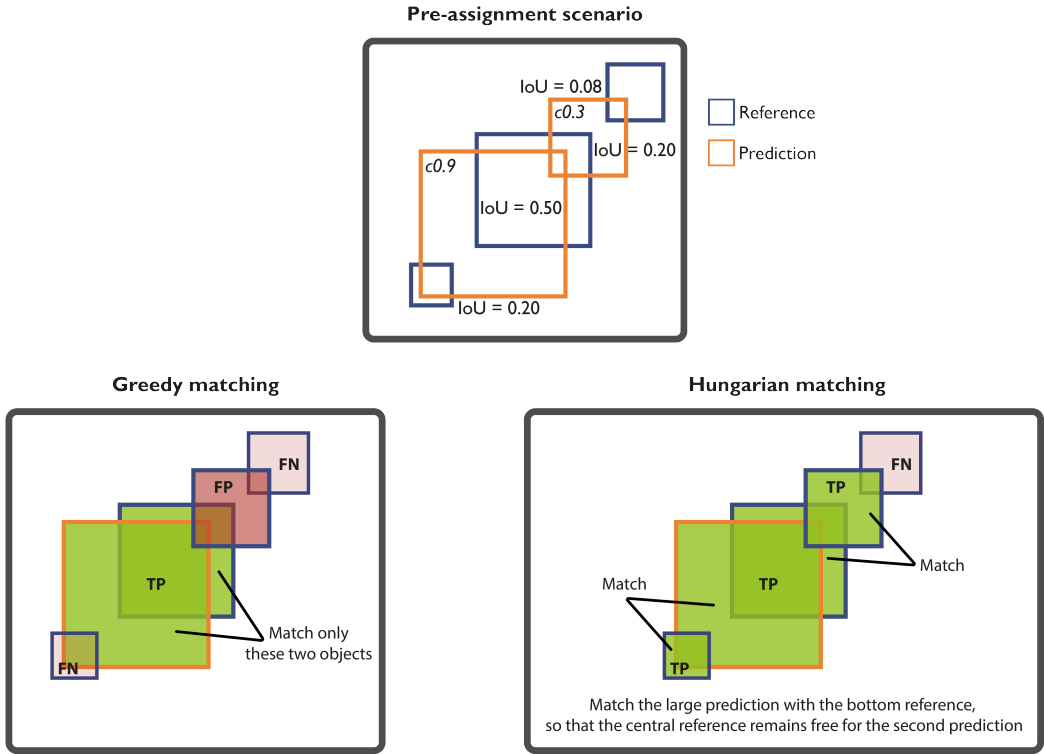 Pre-assignment scenario
IoU = 0.08
c0.3
Reference
IoU = 0.20
Prediction
c0.9
IoU = 0.50
IoU = 0.20
Greedy matching
FN
FP
TP
Match only
these two objects
FN
Hungarian matching
FN
TP
Match
Match
TP
TP
Match the large prediction with the bottom reference,
so that the central reference remains free for the second prediction